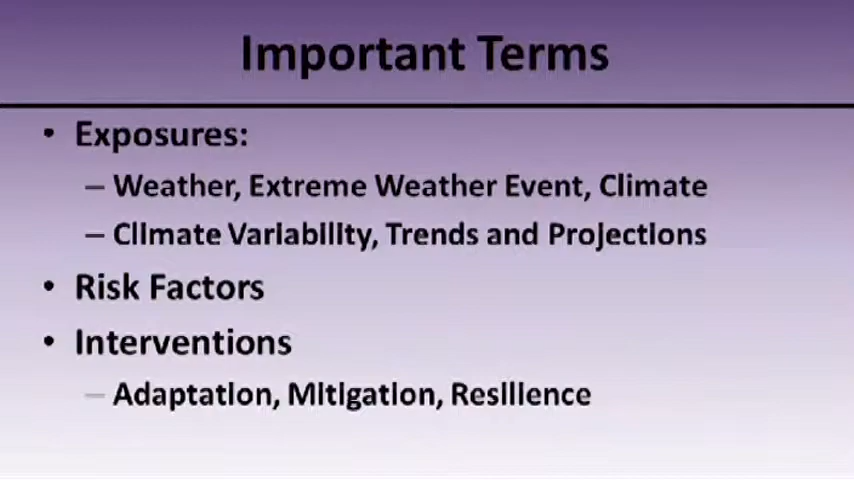 Important Terms
• Exposures:
– Weather, Extreme Weather Event, Climate
– Climate Variability, Trends and Projections
• Risk Factors
• Interventions
– Adaptation, Mitigation, Resilience